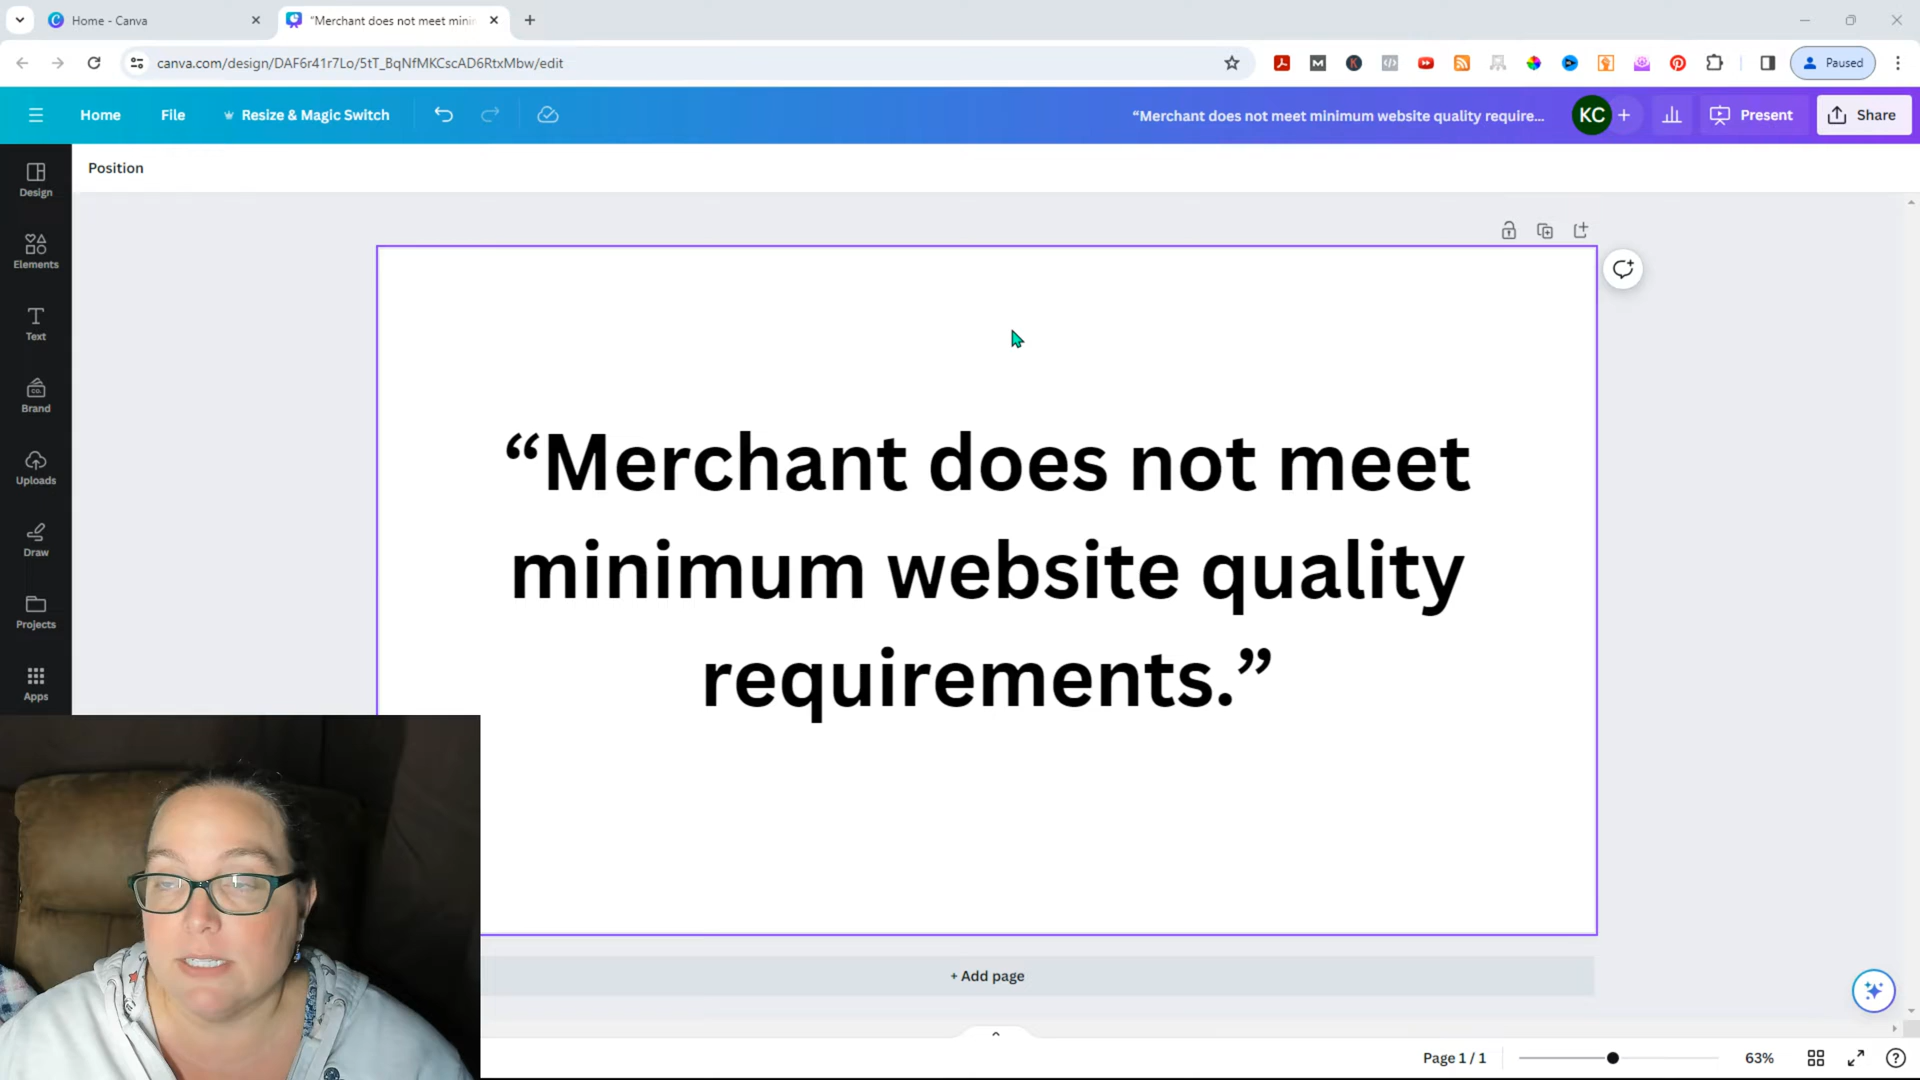 Home - Canva
“Merchant does not meet mini
canva.com/design/DAF6r41r7Lo/5tT_BqNfMKCscAD6RtxMbw/edit
Paused
Home
File
Resize & Magic Switch
“Merchant does not meet minimum website quality require...
KC
Present
Share
Position
Design
Elements
Text
Brand
Uploads
Draw
Projects
Apps
“Merchant does not meet
minimum website quality
requirements.”
+ Add page
Page 1 / 1
63%